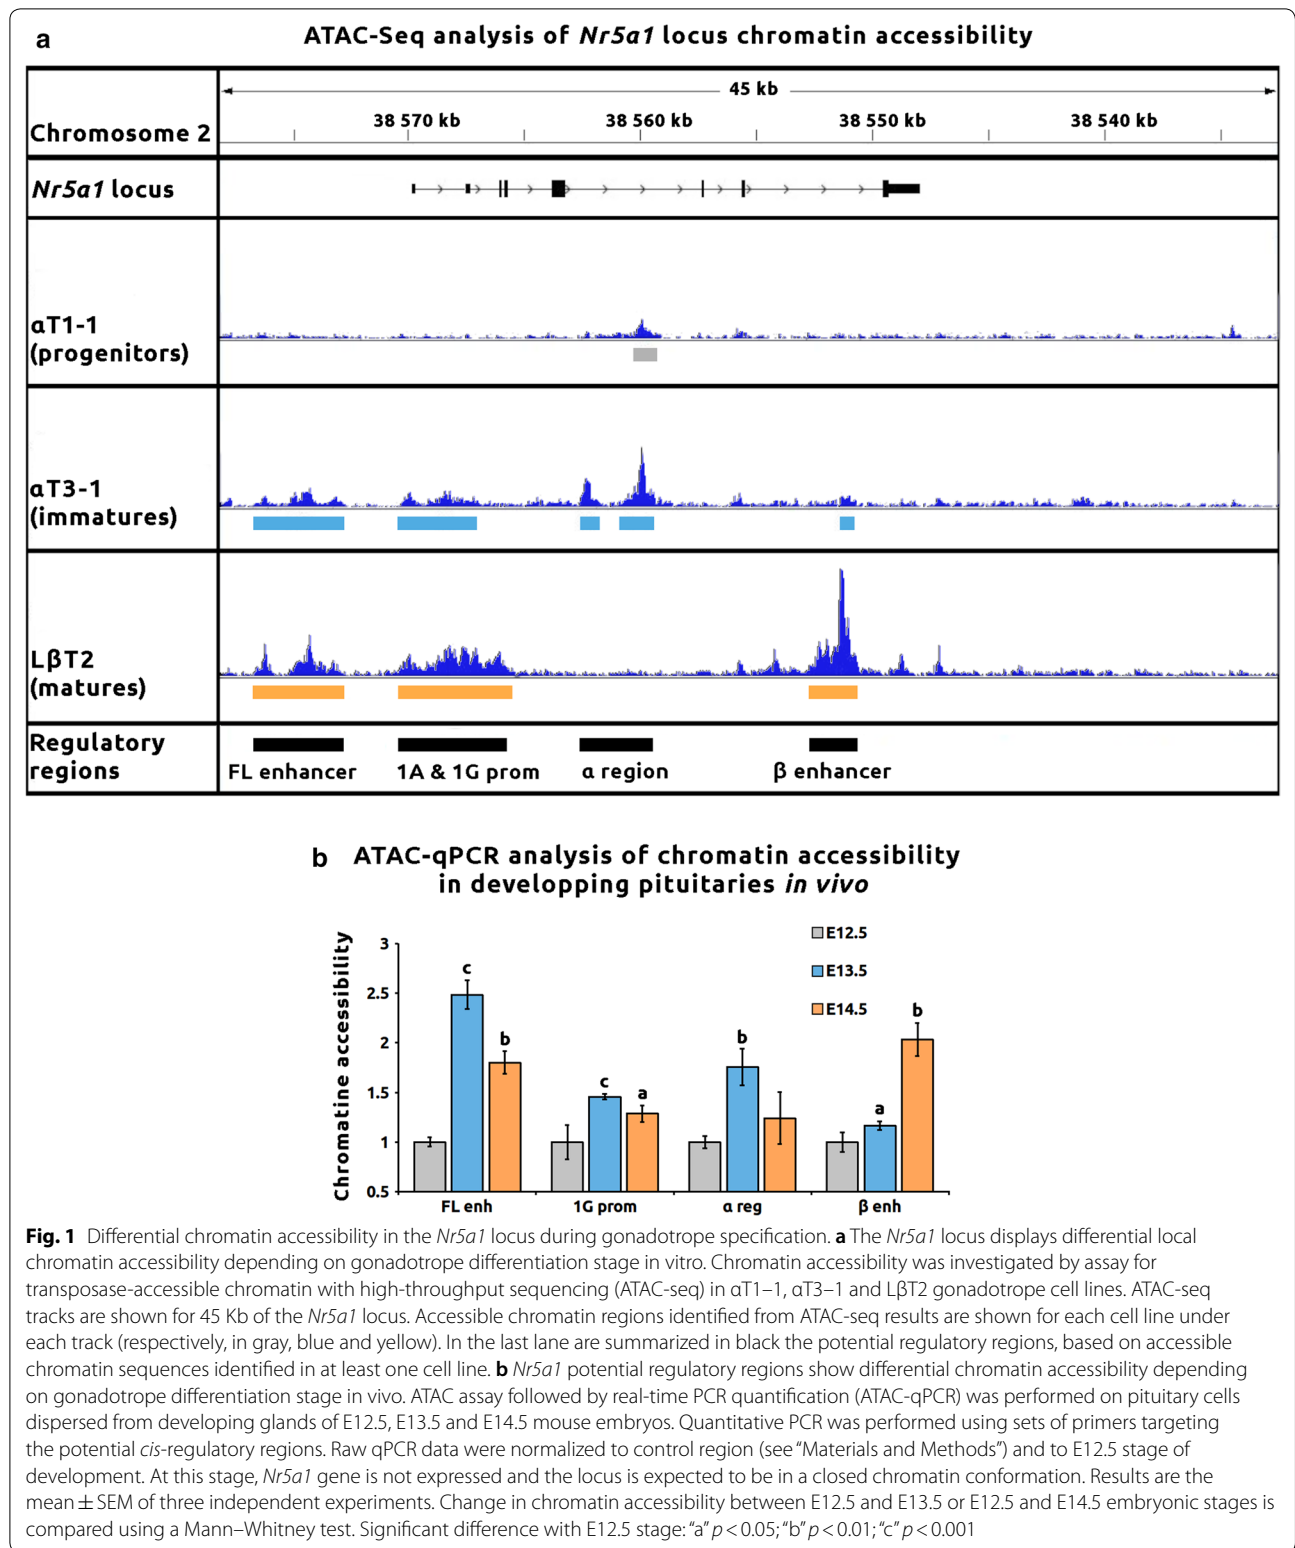 a
ATAC-Seq analysis of Nr5a1 locus chromatin accessibility
45 kb
Chromosome 2
38 570 kb 38 560 kb 38 550 kb 38 540 kb
Nr5a1 locus
αT1-1
(progenitors)
αT3-1
(immatures)
LβT2
(matures)
Regulatory
regions
FL enhancer 1A & 1G prom α region β enhancer
b ATAC-qPCR analysis of chromatin accessibility
in developping pituitaries in vivo
Chromatine accessibility
3
2.5
2
1.5
1
0.5
E12.5
E13.5
E14.5
c
b
c
a
b
a
b
FL enh 1G prom α reg β enh
Fig. 1 Differential chromatin accessibility in the Nr5a1 locus during gonadotrope specification. a The Nr5a1 locus displays differential local
chromatin accessibility depending on gonadotrope differentiation stage in vitro. Chromatin accessibility was investigated by assay for
transposase-accessible chromatin with high-throughput sequencing (ATAC-seq) in αT1–1, αT3–1 and LβT2 gonadotrope cell lines. ATAC-seq
tracks are shown for 45 Kb of the Nr5a1 locus. Accessible chromatin regions identified from ATAC-seq results are shown for each cell line under
each track (respectively, in gray, blue and yellow). In the last lane are summarized in black the potential regulatory regions, based on accessible
chromatin sequences identified in at least one cell line. b Nr5a1 potential regulatory regions show differential chromatin accessibility depending
on gonadotrope differentiation stage in vivo. ATAC assay followed by real-time PCR quantification (ATAC-qPCR) was performed on pituitary cells
dispersed from developing glands of E12.5, E13.5 and E14.5 mouse embryos. Quantitative PCR was performed using sets of primers targeting
the potential cis-regulatory regions. Raw qPCR data were normalized to control region (see “Materials and Methods”) and to E12.5 stage of
development. At this stage, Nr5a1 gene is not expressed and the locus is expected to be in a closed chromatin conformation. Results are the
mean ± SEM of three independent experiments. Change in chromatin accessibility between E12.5 and E13.5 or E12.5 and E14.5 embryonic stages is
compared using a Mann–Whitney test. Significant difference with E12.5 stage: “a” p < 0.05; “b” p < 0.01; “c” p < 0.001